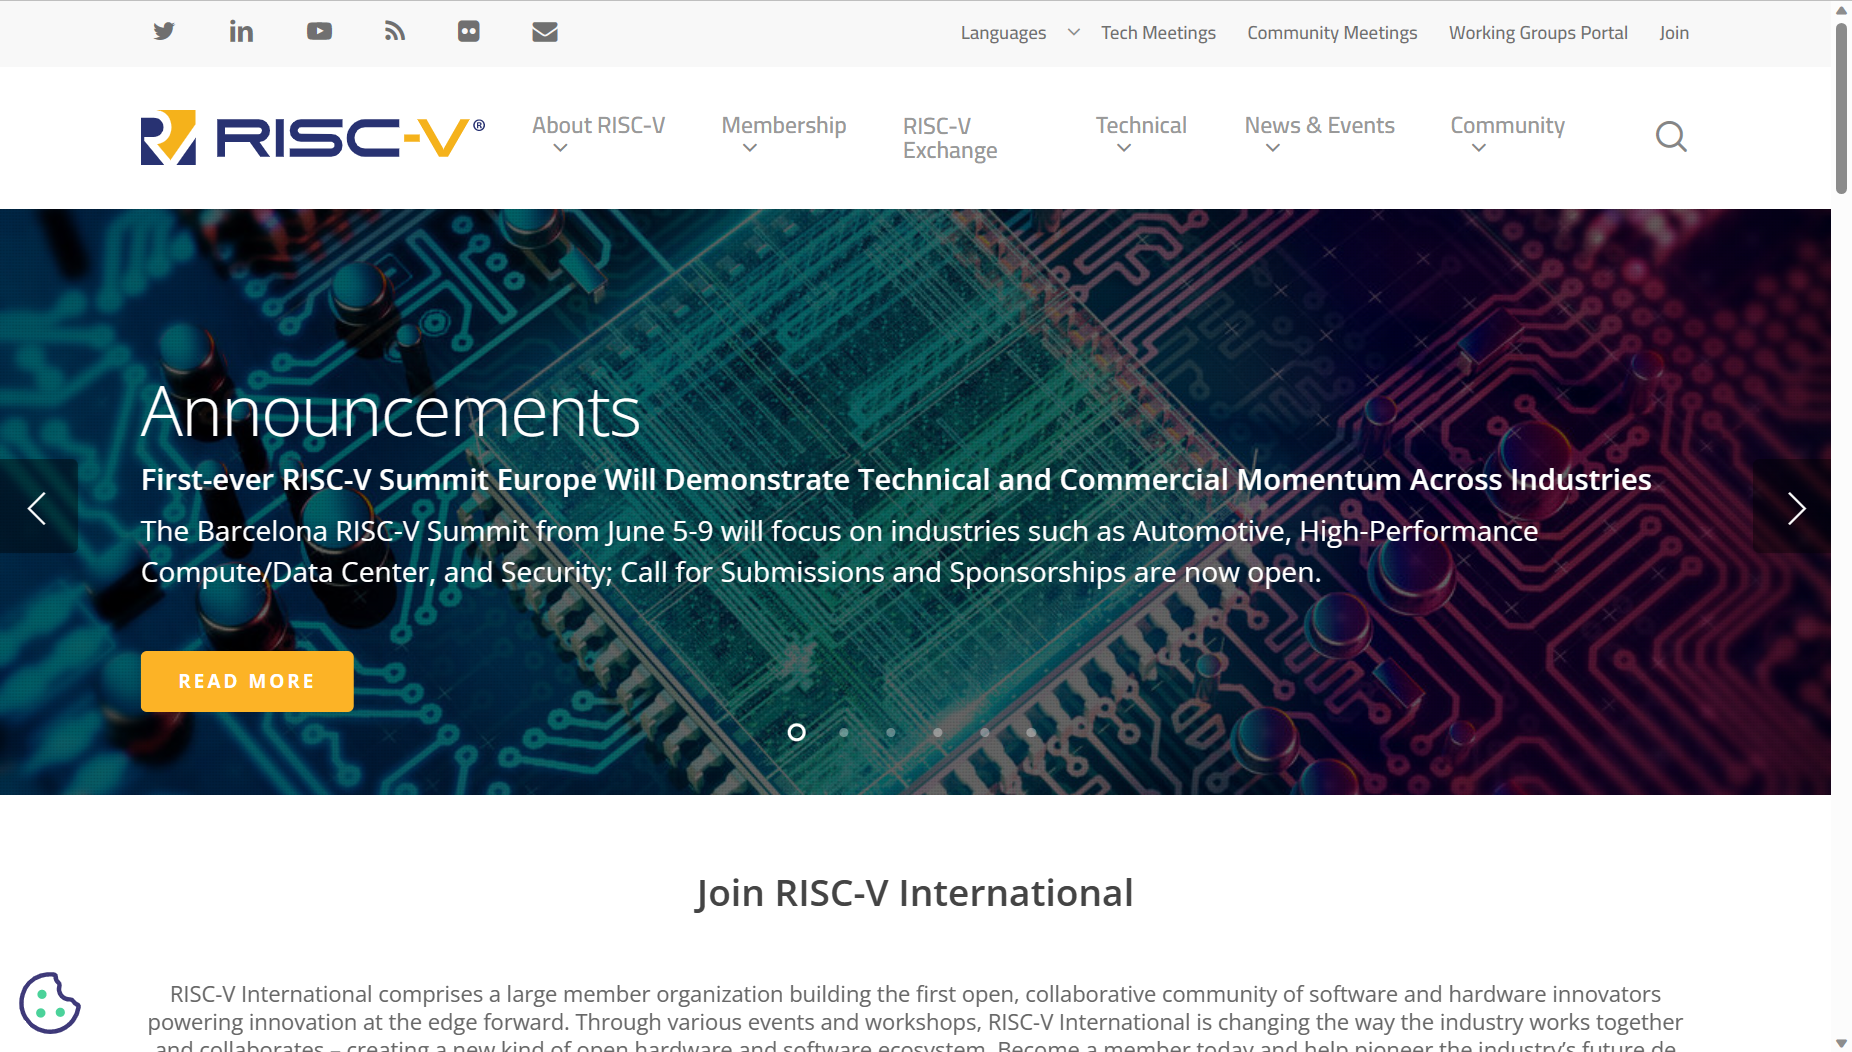 Languages
Tech Meetings
Community Meetings
Working Groups Portal
Join
RISC-V®
About RISC-V
Membership
RISC-V
Exchange
Technical
News & Events
Community
Announcements
First-ever RISC-V Summit Europe Will Demonstrate Technical and Commercial Momentum Across Industries
The Barcelona RISC-V Summit from June 5-9 will focus on industries such as Automotive, High-Performance
Compute/Data Center, and Security; Call for Submissions and Sponsorships are now open.
READ MORE
Join RISC-V International
RISC-V International comprises a large member organization building the first open, collaborative community of software and hardware innovators
powering innovation at the edge forward. Through various events and workshops, RISC-V International is changing the way the industry works together
and collaborates – creating a new kind of open hardware and software ecosystem. Become a member today and help pioneer the industry's future de